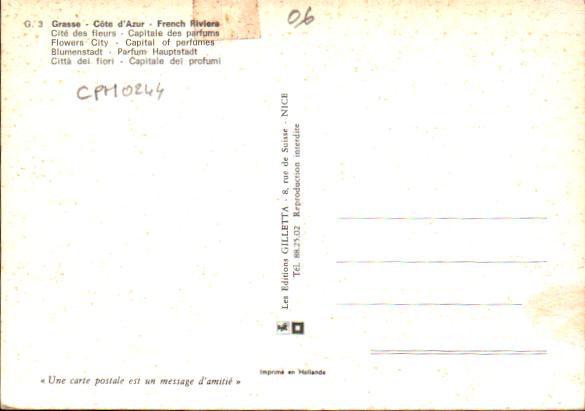 06
G. 3 Grasse - Côte d'Azur - French Riviera
Cité des fleurs - Capitale des parfums
Flowers City - Capital of perfumes
Blumenstadt - Parfum Hauptstadt
Città dei fiori - Capitale dei profumi
CPM0244
Les Editions GILLETTA - 8, rue de Suisse - NICE
Tél. 88.25.02 Reproduction interdite
Imprimé en Hollande
« Une carte postale est un message d'amitié »